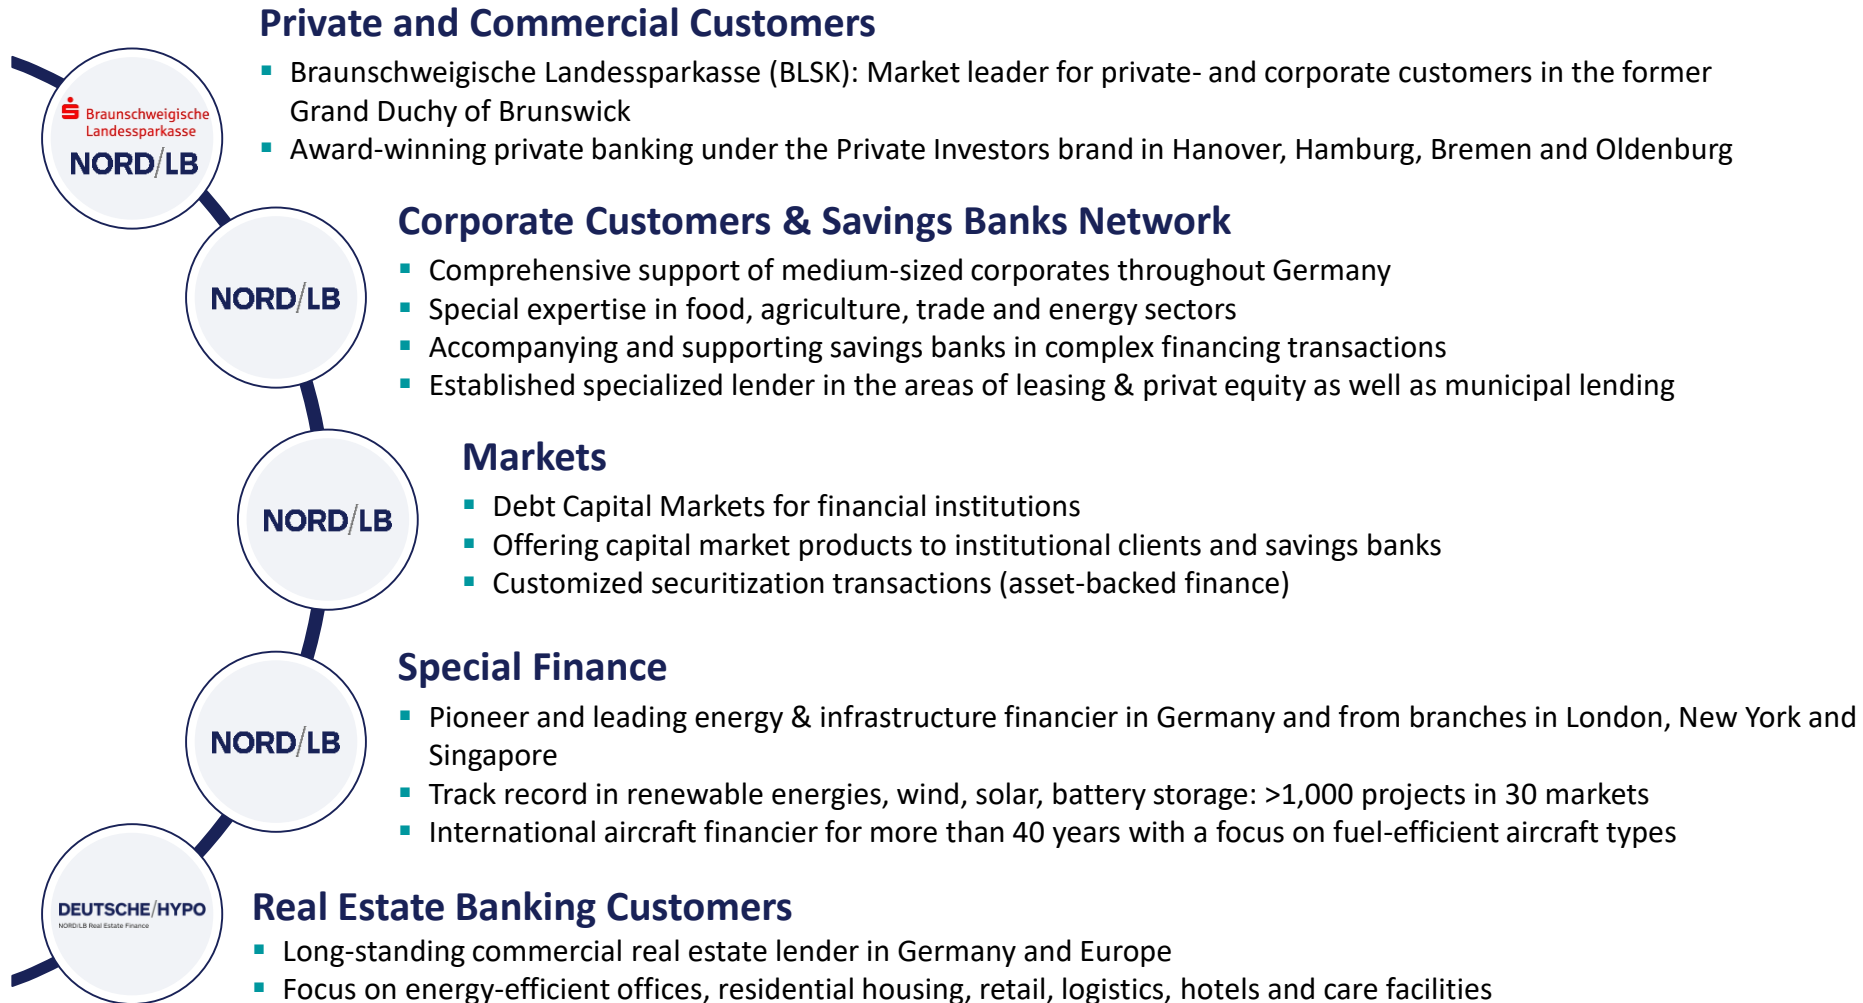 Private and Commercial Customers
▪ Braunschweigische Landessparkasse (BLSK): Market leader for private- and corporate customers in the former
Grand Duchy of Brunswick
▪ Award-winning private banking under the Private Investors brand in Hanover, Hamburg, Bremen and Oldenburg
Braunschweigische
Landessparkasse
NORD/LB
Corporate Customers & Savings Banks Network
▪ Comprehensive support of medium-sized corporates throughout Germany
▪ Special expertise in food, agriculture, trade and energy sectors
▪ Accompanying and supporting savings banks in complex financing transactions
▪ Established specialized lender in the areas of leasing & privat equity as well as municipal lending
NORD/LB
Markets
▪ Debt Capital Markets for financial institutions
▪ Offering capital market products to institutional clients and savings banks
▪ Customized securitization transactions (asset-backed finance)
NORD/LB
Special Finance
▪ Pioneer and leading energy & infrastructure financier in Germany and from branches in London, New York and
Singapore
▪ Track record in renewable energies, wind, solar, battery storage: >1,000 projects in 30 markets
▪ International aircraft financier for more than 40 years with a focus on fuel-efficient aircraft types
NORD/LB
Real Estate Banking Customers
▪ Long-standing commercial real estate lender in Germany and Europe
▪ Focus on energy-efficient offices, residential housing, retail, logistics, hotels and care facilities
DEUTSCHE/HYPO
NORD/LB Real Estate Finance